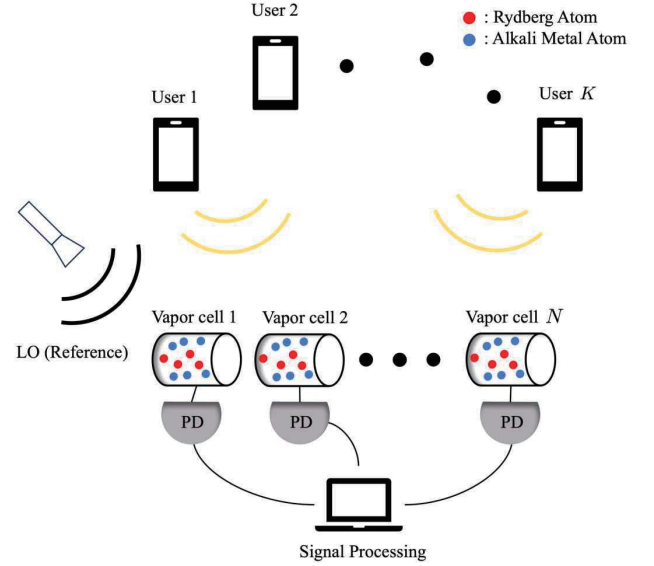 User 2
: Rydberg Atom
: Alkali Metal Atom
User 1
User K
LO (Reference)
Vapor cell 1
Vapor cell 2
Vapor cell N
PD
PD
PD
Signal Processing